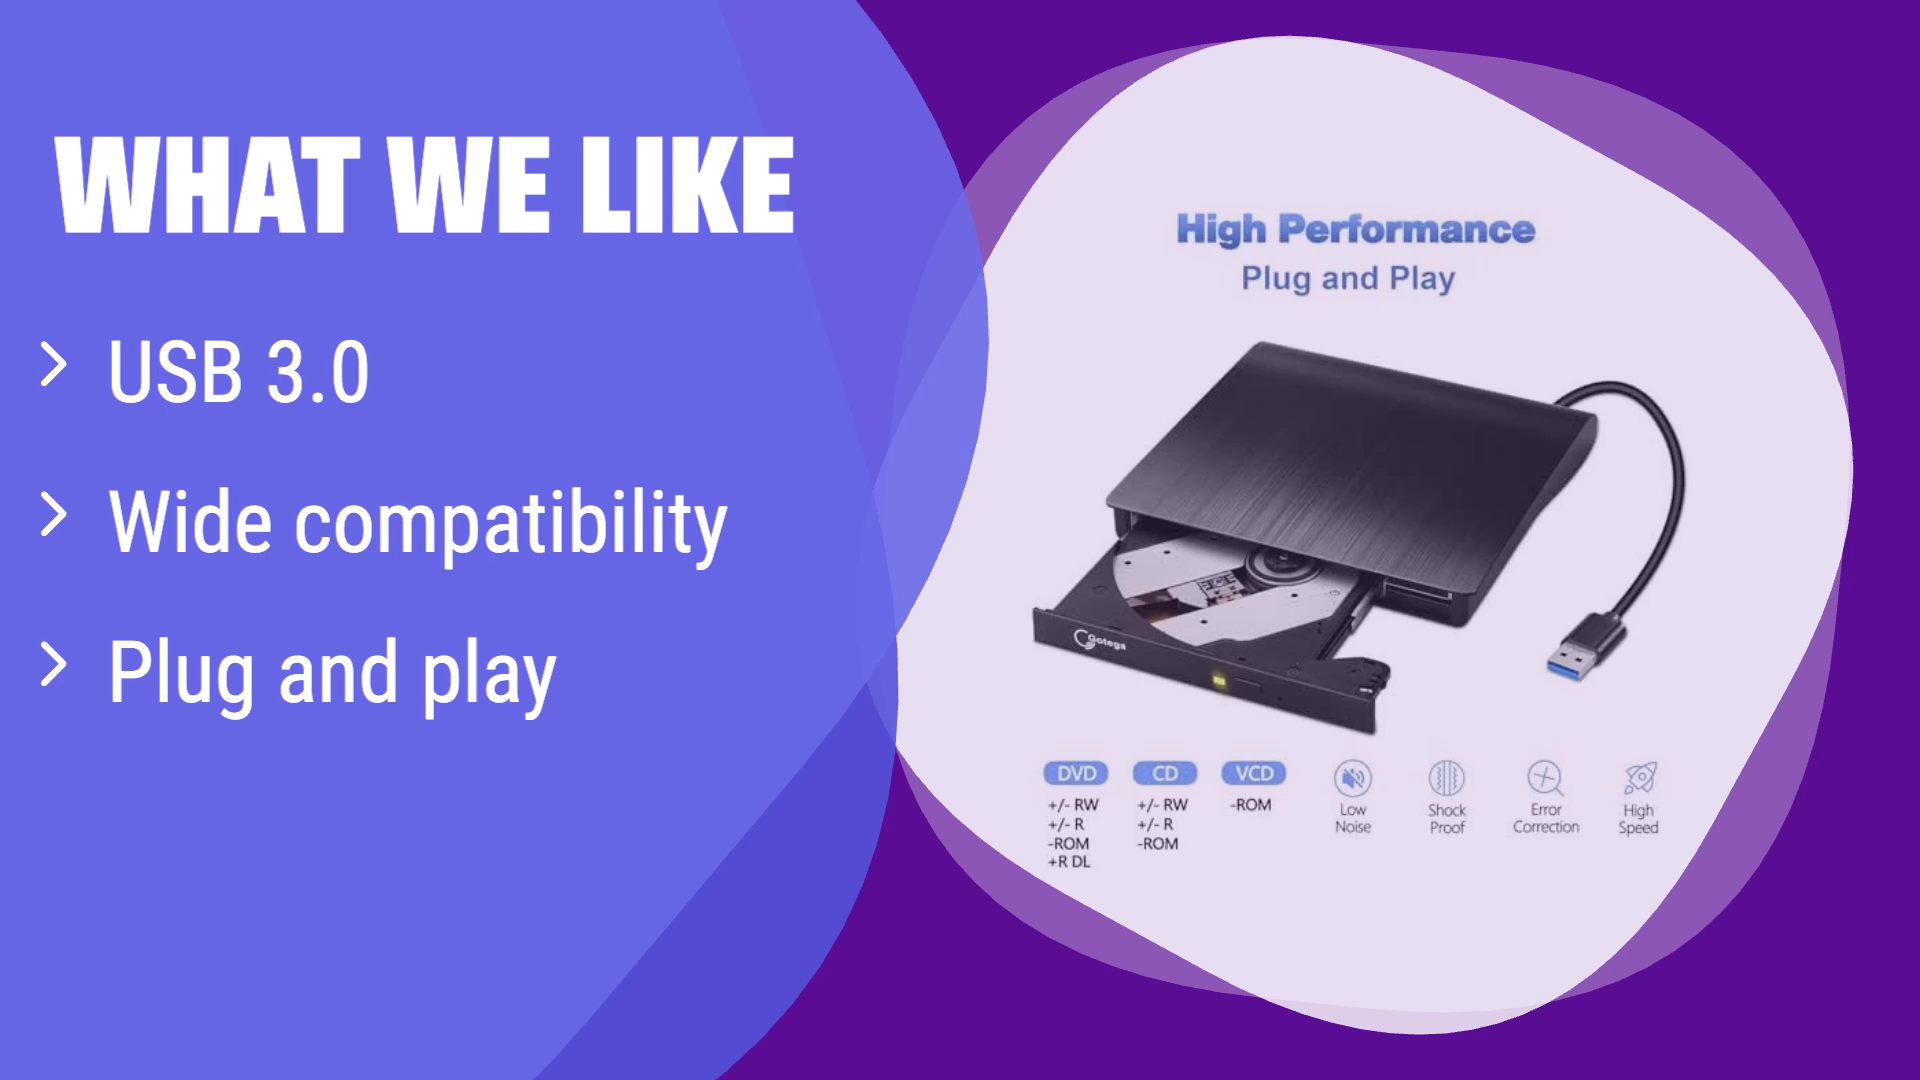 WHAT WE LIKE
USB 3.0
Wide compatibility
Plug and play
High Performance
Plug and Play
Gotega
DVD
+/- RW
+/- R
-ROM
+R DL
CD
+/- RW
+/- R
-ROM
VCD
-ROM
Low
Noise
Shock
Proof
Error
Correction
High
Speed